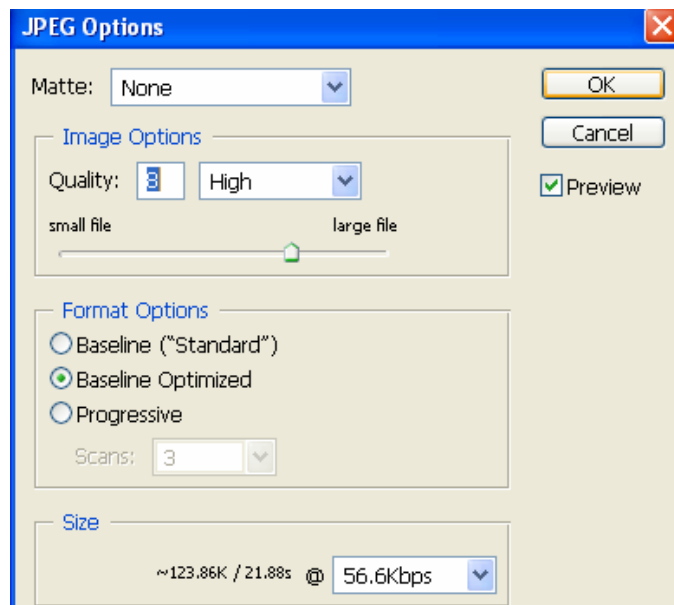 JPEG Options
Matte: None
OK
Image Options
Cancel
Quality: 8 High
Preview
small file large file
Format Options
Baseline ("Standard")
Baseline Optimized
Progressive
Scans: 3
Size
~123.86K / 21.88s @ 56.6Kbps